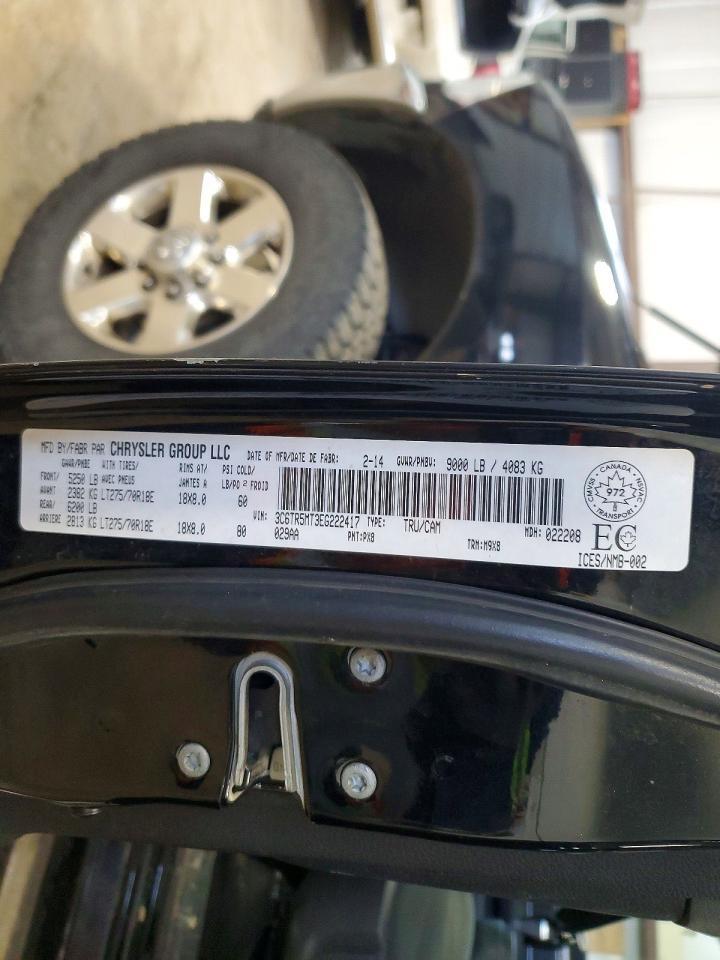 MFD BY/FABR PAR CHRYSLER GROUP LLC DATE OF MFR/DATE DE FABR: 2-14 GVWR/PNBV: 9000 LB / 4083 KG
GAWR/PNBE WITH TIRES/ RIMS AT/ PSI COLD/
FRONT/ 5250 LB AVEC PNEUS JANTES A LB/PO2 FROID
AVANT 2382 KG LT275/70R18E 18X8.0 60
REAR/ 6200 LB
ARRIERE 2813 KG LT275/70R18E 18X8.0 80
VIN: 3C6TR5MT3EG222417 TYPE: TRU/CAM MDH: 022208
029AA PNT:PX8 TRM:M9X8
CMVSS CANADA NSVAC
972
8
TRANSPORT
EC
ICES/NMB-002